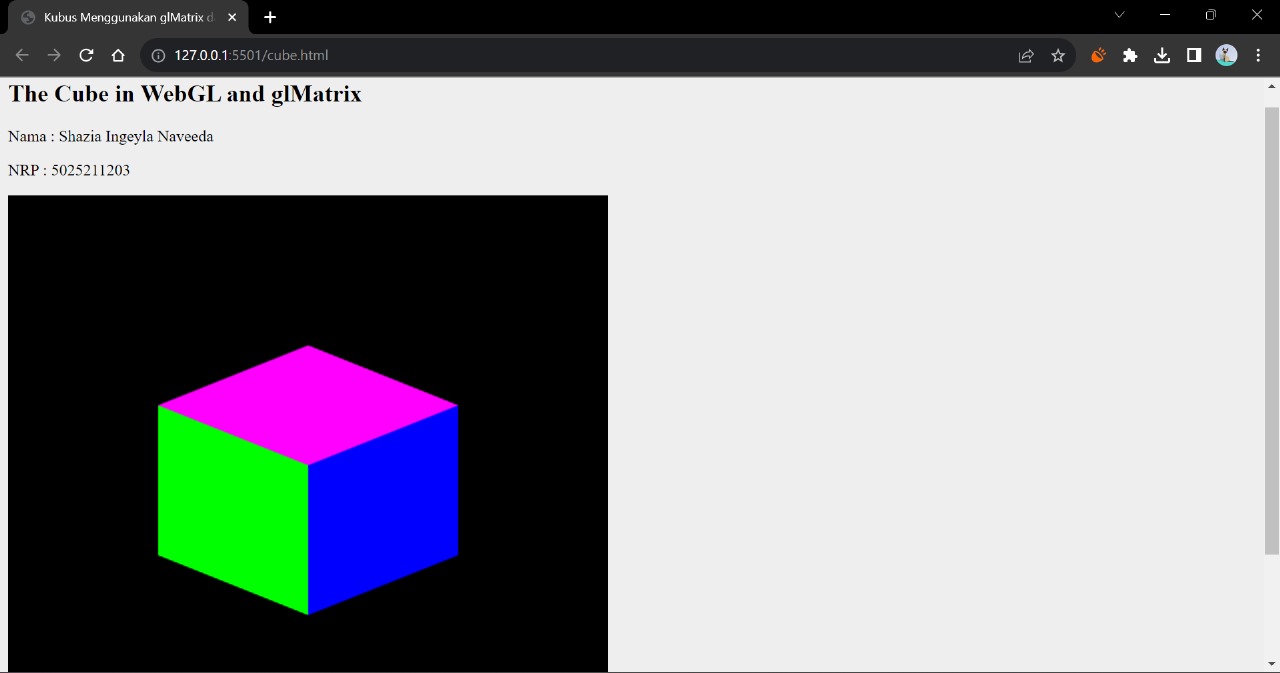 Kubus Menggunakan glMatrix d
127.0.0.1:5501/cube.html
The Cube in WebGL and glMatrix
Nama : Shazia Ingeyla Naveeda
NRP : 5025211203